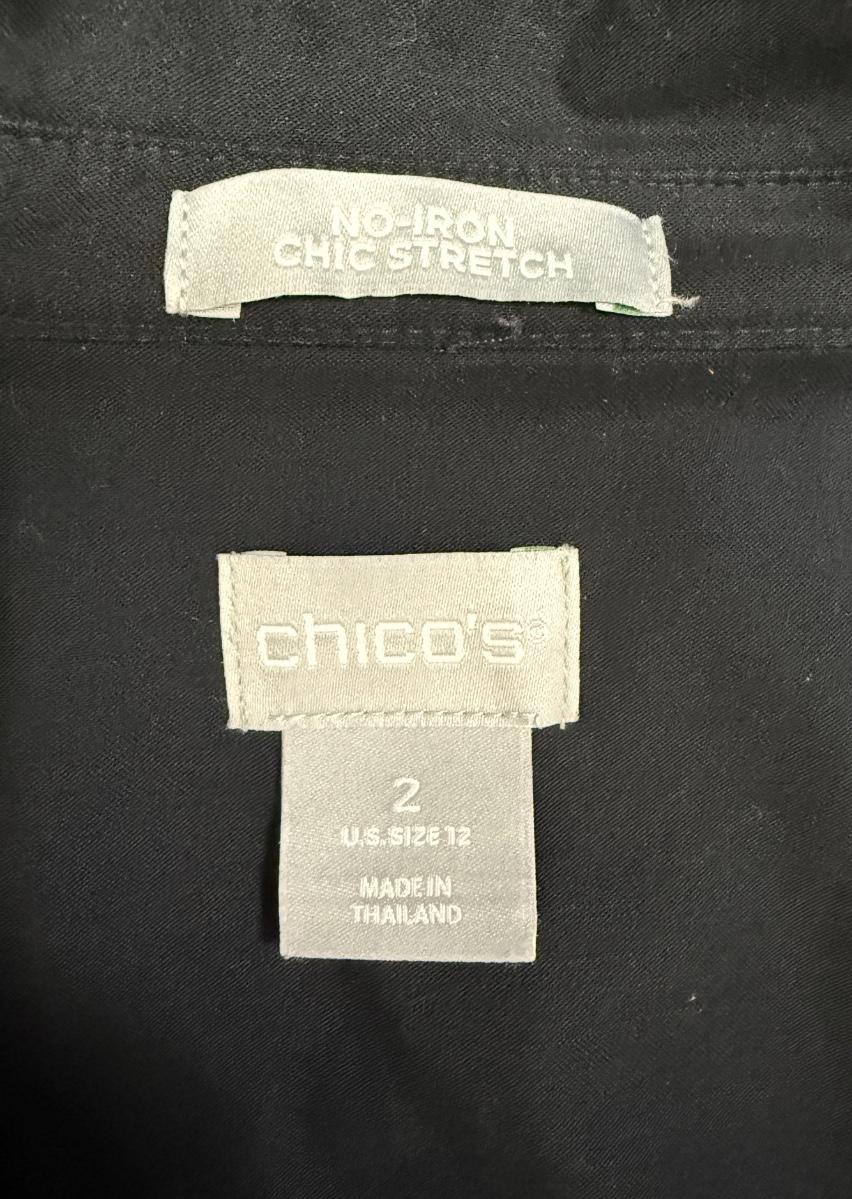 NO-IRON
CHIC STRETCH
chico's®
2
U.S. SIZE 12
MADE IN
THAILAND